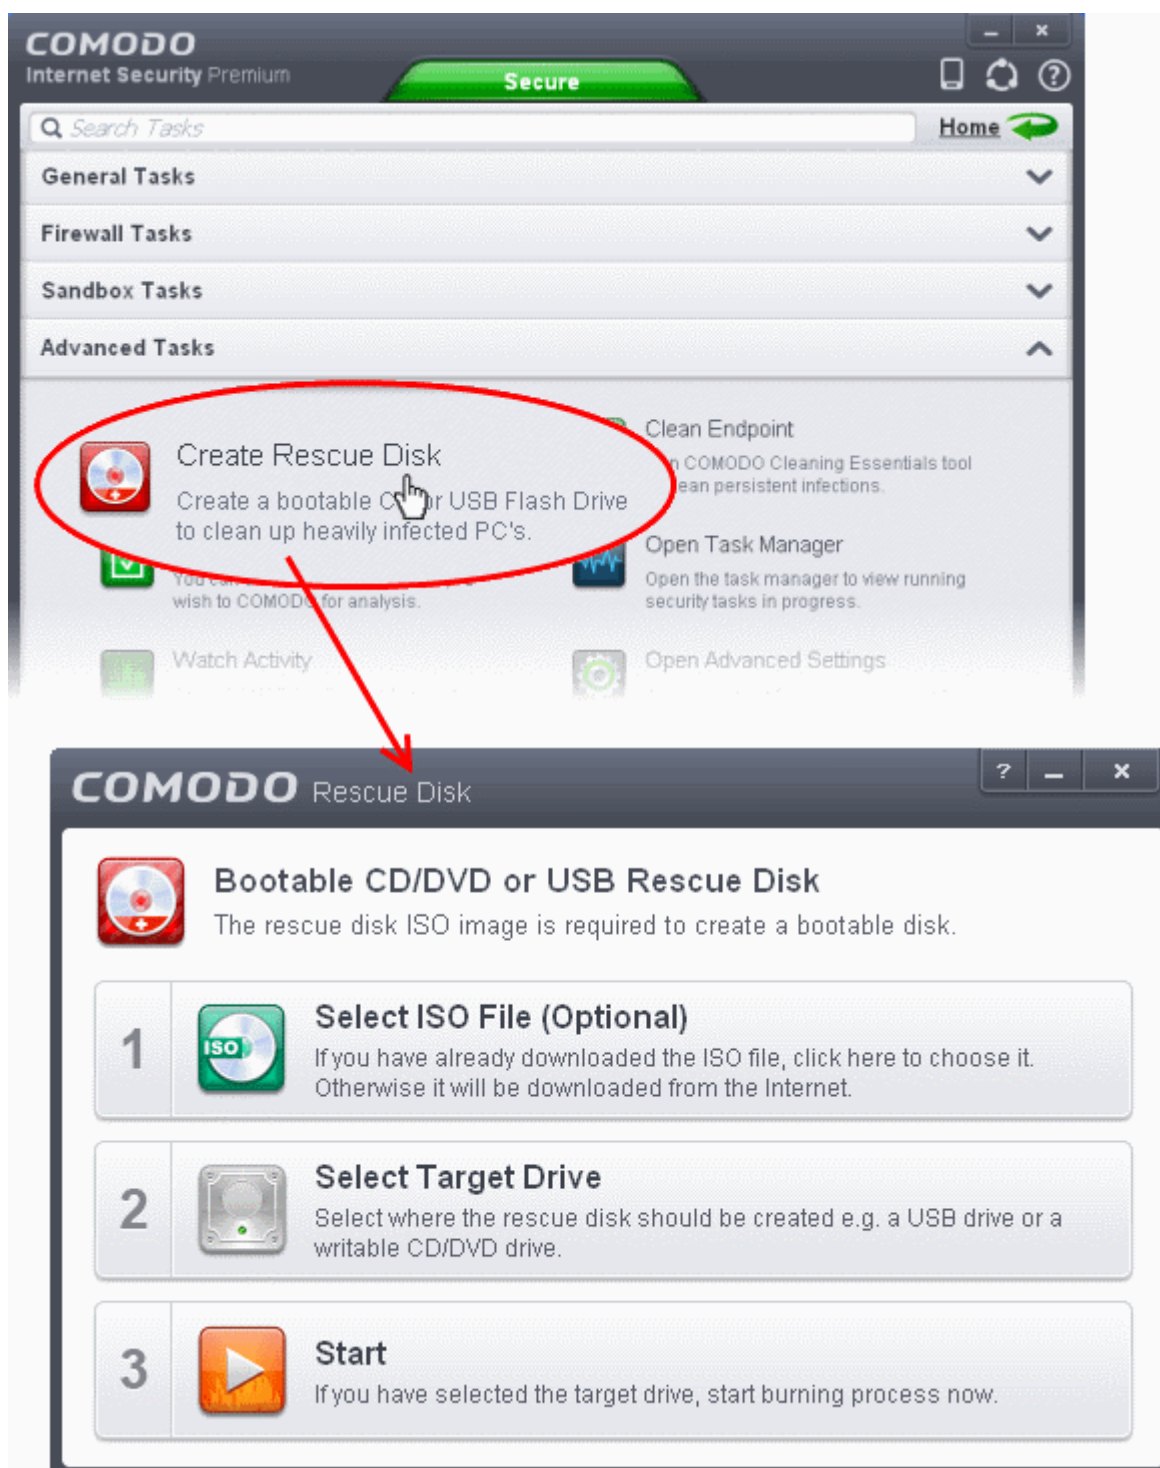 COMODO
Internet Security Premium
Secure
Search Tasks
Home
General Tasks
Firewall Tasks
Sandbox Tasks
Advanced Tasks
Create Rescue Disk
Create a bootable or USB Flash Drive
to clean up heavily infected PC's.
Clean Endpoint
COMODO Cleaning Essentials tool
persistent infections.
Open Task Manager
Open the task manager to view running
security tasks in progress.
You can
wish to COMODO for analysis.
Watch Activity
Open Advanced Settings
COMODO Rescue Disk
? 
Bootable CD/DVD or USB Rescue Disk
The rescue disk ISO image is required to create a bootable disk.
1
ISO
Select ISO File (Optional)
If you have already downloaded the ISO file, click here to choose it.
Otherwise it will be downloaded from the Internet.
2
Select Target Drive
Select where the rescue disk should be created e.g. a USB drive or a
writable CD/DVD drive.
3
Start
If you have selected the target drive, start burning process now.